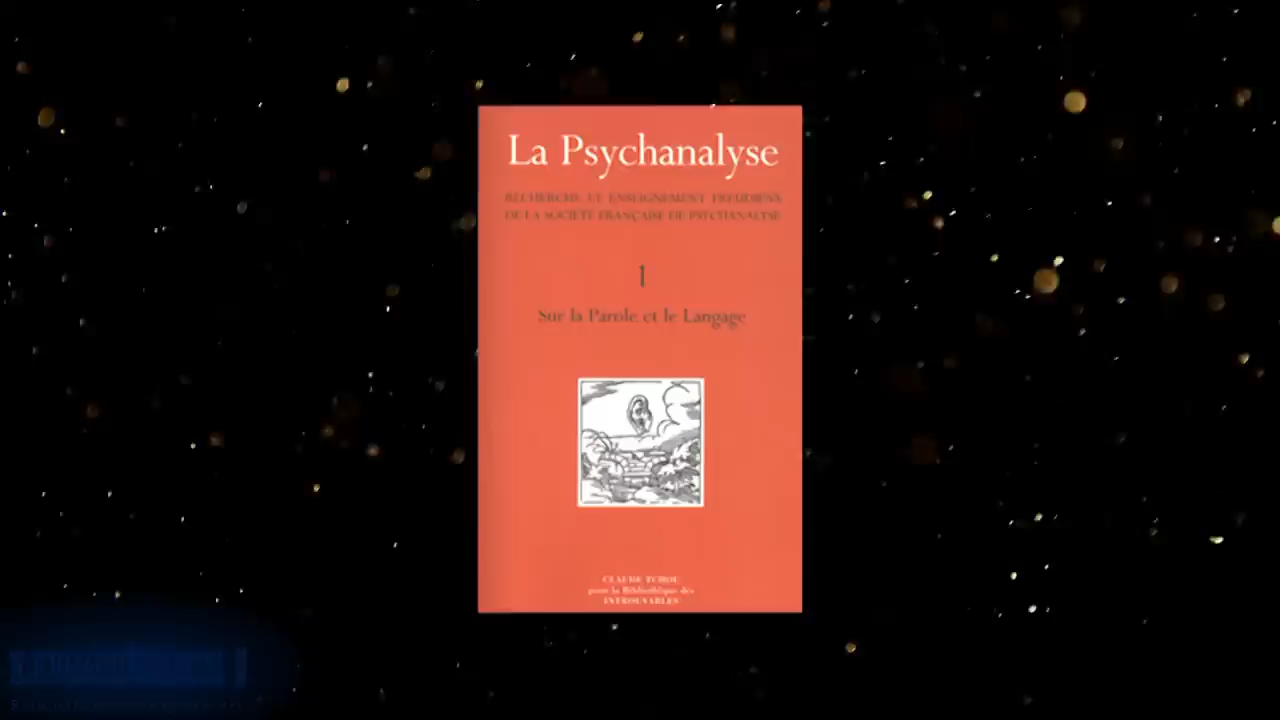 La Psychanalyse
RECHERCHE ET ENSEIGNEMENT FREUDIENS
DE LA SOCIÉTÉ FRANÇAISE DE PSYCHANALYSE
1
Sur la Parole et le Langage
CLAUDE TCHOU
pour la Bibliothèque des
INTROUVABLES